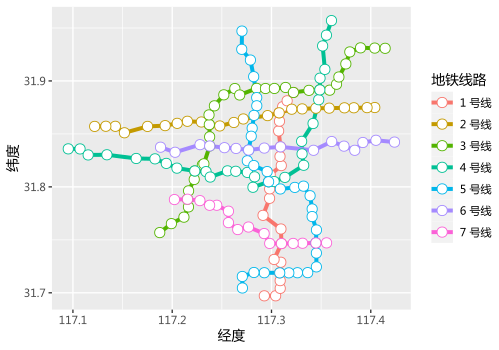 31.9
31.8
31.7
纬度
117.1
117.2
117.3
117.4
经度
地铁线路
1 号线
2 号线
3 号线
4 号线
5 号线
6 号线
7 号线